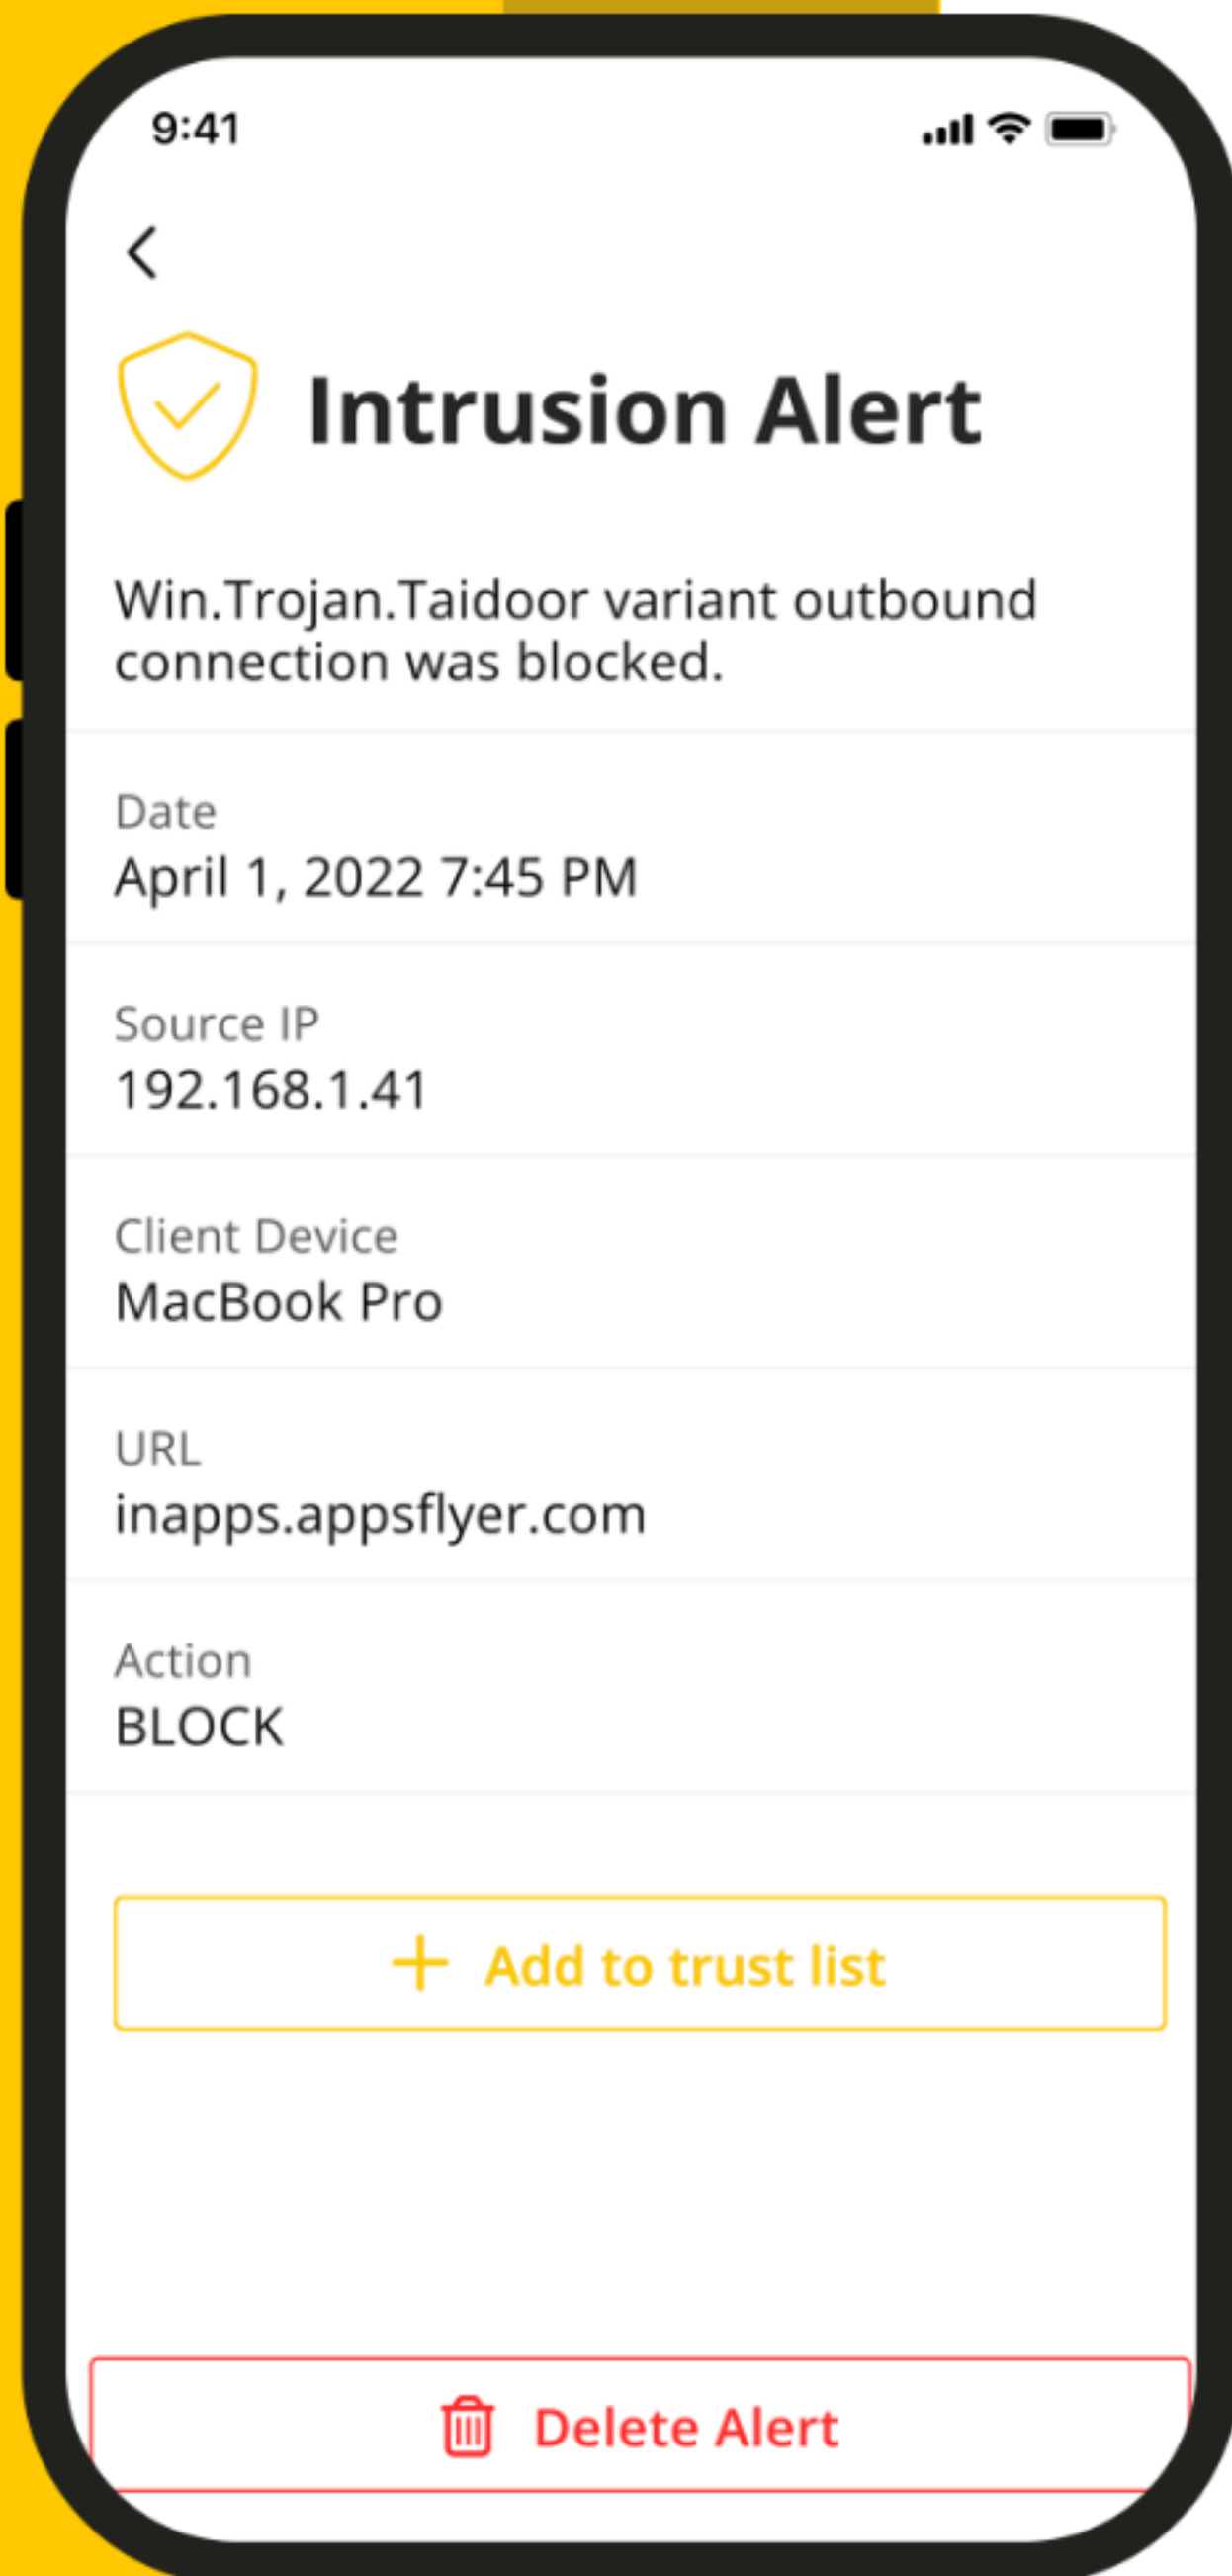 9:41
Intrusion Alert
Win.Trojan.Taidoor variant outbound
connection was blocked.
Date
April 1, 2022 7:45 PM
Source IP
192.168.1.41
Client Device
MacBook Pro
URL
inapps.appsflyer.com
Action
BLOCK
+ Add to trust list
Delete Alert